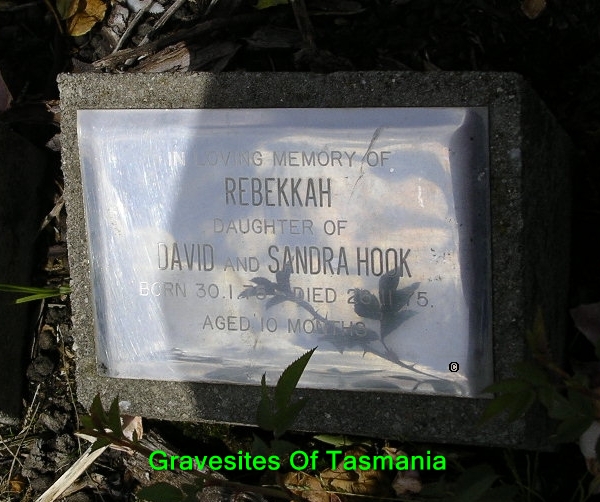 IN LOVING MEMORY OF
REBEKKAH
DAUGHTER OF
DAVID AND SANDRA HOOK
BORN 30.1.75 DIED
AGED 10 MONTHS
©
Gravesites Of Tasmania